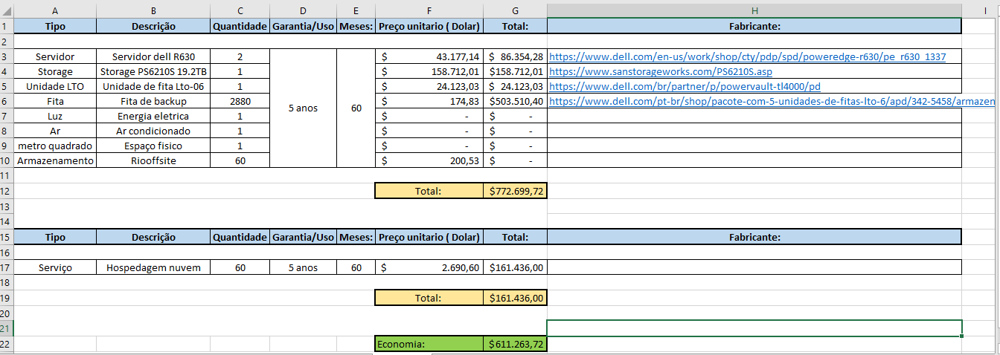 A B C D E F G H I
1 Tipo Descrição Quantidade Garantia/Uso Meses: Preço unitario ( Dolar) Total: Fabricante:
2
3 Servidor Servidor dell R630 2 $ 43.177,14 $ 86.354,28 https://www.dell.com/en-us/work/shop/cty/pdp/spd/poweredge-r630/pe_r630_1337
4 Storage Storage PS6210S 19.2TB 1 $ 158.712,01 $158.712,01 https://www.sanstorageworks.com/PS6210S.asp
5 Unidade LTO Unidade de fita Lto-06 1 $ 24.123,03 $ 24.123,03 https://www.dell.com/br/partner/p/powervault-tl4000/pd
6 Fita Fita de backup 2880 $ 174,83 $503.510,40 https://www.dell.com/pt-br/shop/pacote-com-5-unidades-de-fitas-lto-6/apd/342-5458/armazen
5 anos 60
7 Luz Energia eletrica 1 $ - $ -
8 Ar Ar condicionado 1 $ - $ -
9 metro quadrado Espaço fisico 1 $ - $ -
10 Armazenamento Riooffsite 60 $ 200,53 $ -
11
12 Total: $772.699,72
13
14
15 Tipo Descrição Quantidade Garantia/Uso Meses: Preço unitario ( Dolar) Total: Fabricante:
16
17 Serviço Hospedagem nuvem 60 5 anos 60 $ 2.690,60 $161.436,00
18
19 Total: $161.436,00
20
21
22 Economia: $611.263,72